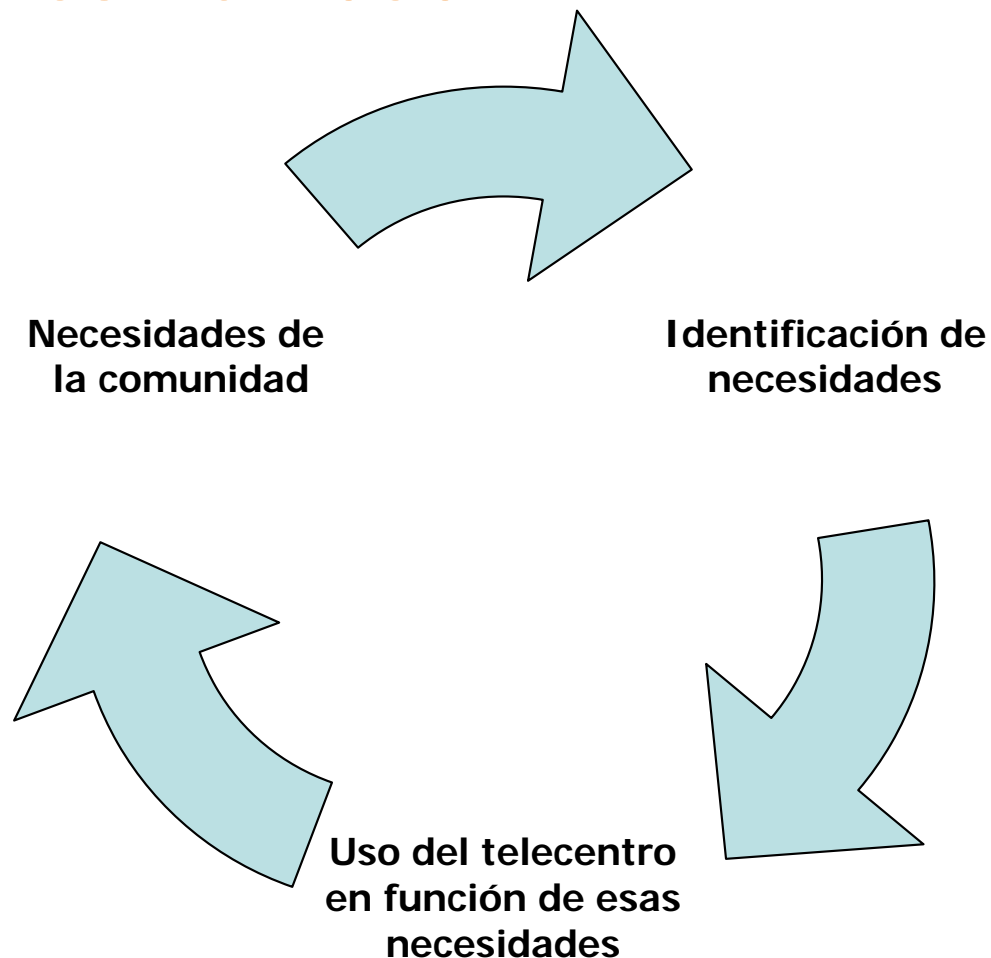 Necesidades de
la comunidad
Identificación de
necesidades
Uso del telecentro
en función de esas
necesidades